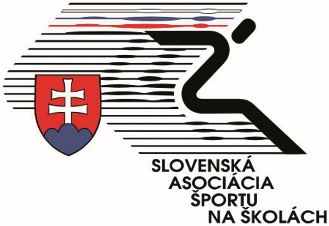 SLOVENSKÁ
ASOCIÁCIA
ŠPORTU
NA ŠKOLÁCH